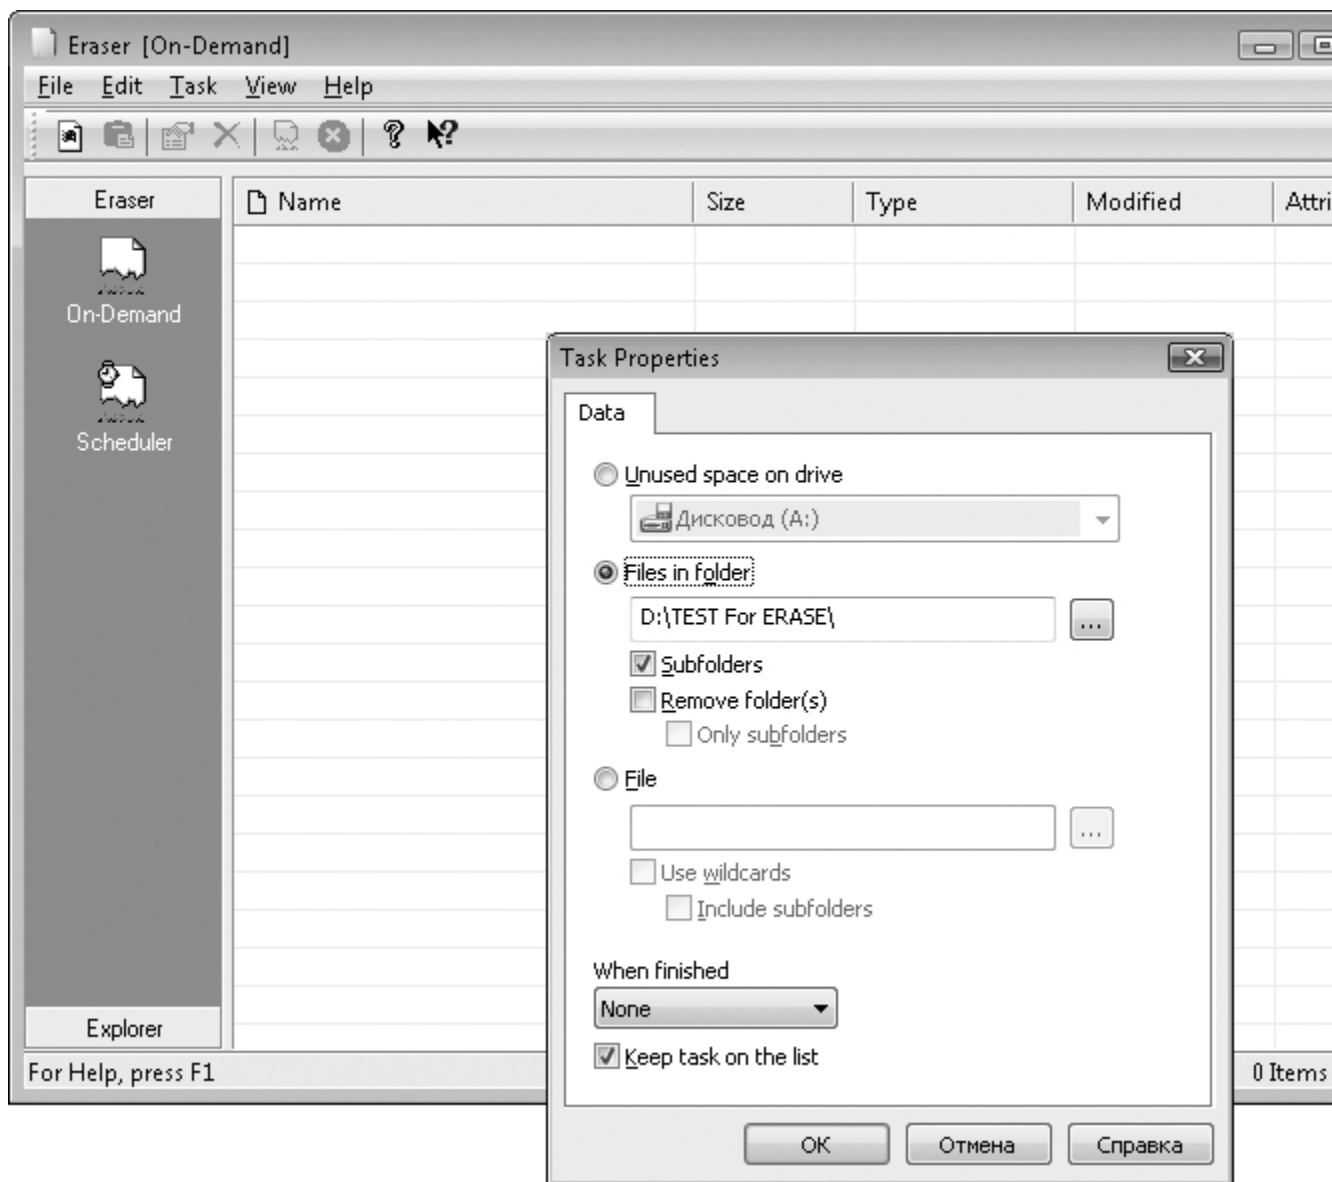 Eraser [On-Demand]
File Edit Task View Help
Eraser
Name Size Type Modified Attri
On-Demand
Scheduler
Task Properties
Data
Unused space on drive
Дисковод (A:)
Files in folder
D:\TEST For ERASE\
...
Subfolders
Remove folder(s)
Only subfolders
File
...
Use wildcards
Include subfolders
When finished
None
Keep task on the list
OK Отмена Справка
Explorer
For Help, press F1
0 Items